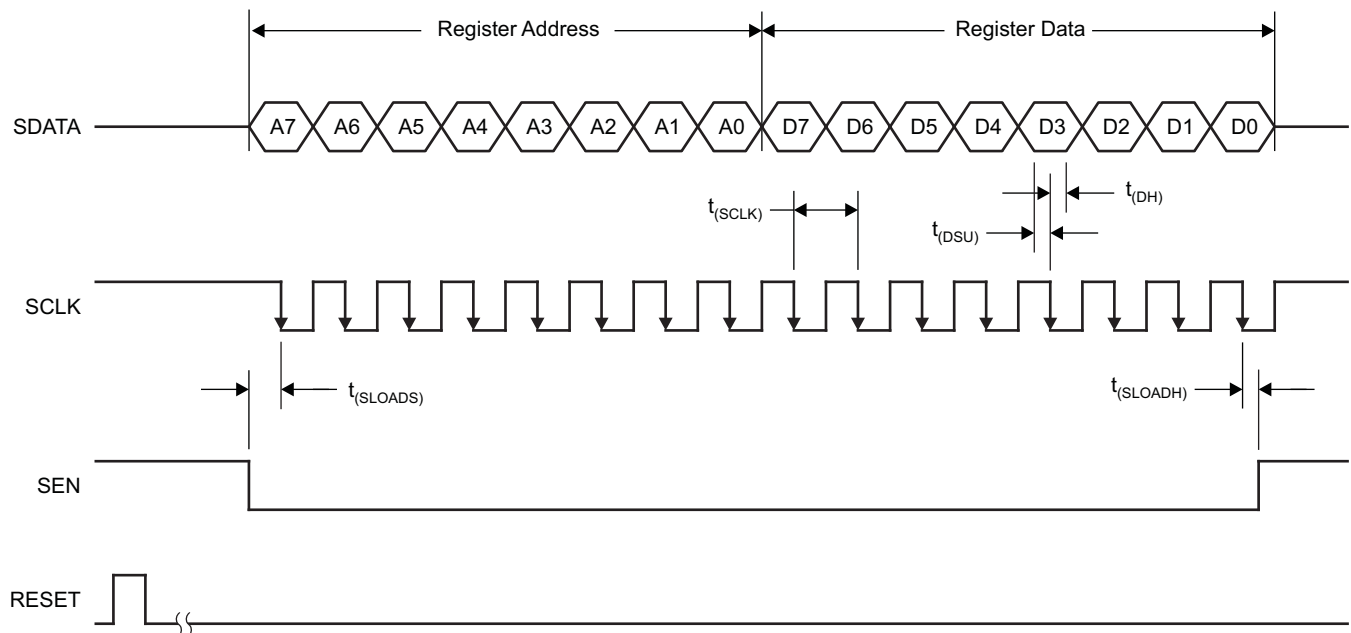 Register Address
Register Data
SDATA
A7 A6 A5 A4 A3 A2 A1 A0 D7 D6 D5 D4 D3 D2 D1 D0
t(SCLK)
t(DH)
t(DSU)
SCLK
t(SLOADS)
t(SLOADH)
SEN
RESET